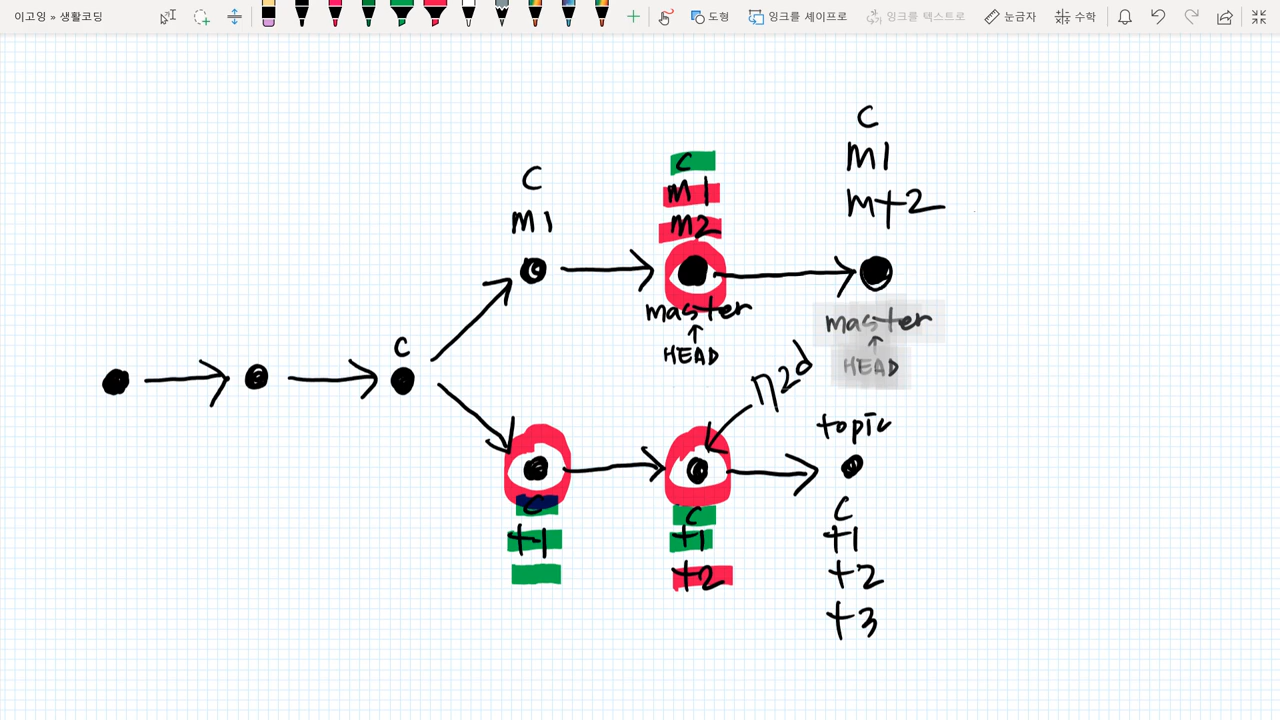 이고잉 » 생활코딩
도형
잉크를 셰이프로
잉크를 텍스트로
눈금자
수학
C
m1
m+2
C
m1
m2
C
m1
master
HEAD
master
HEAD
C
topic
C
t1
C
t1
t2
C
t1
t2
t3